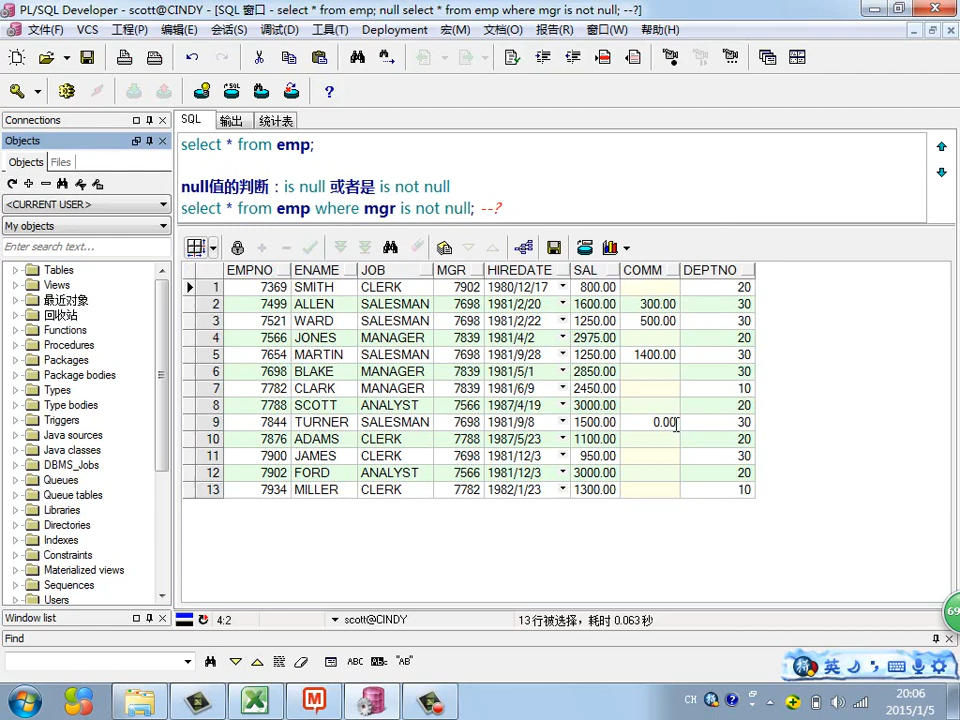 PL/SQL Developer - scott@CINDY - [SQL 窗口 - select * from emp; null select * from emp where mgr is not null; --?]
文件(F) VCS 工程(P) 编辑(E) 会话(S) 调试(D) 工具(T) Deployment 宏(M) 文档(O) 报告(R) 窗口(W) 帮助(H)
Connections
Objects
Objects Files
<CURRENT USER>
My objects
Enter search text...
Tables
Views
最近对象
回收站
Functions
Procedures
Packages
Package bodies
Types
Type bodies
Triggers
Java sources
Java classes
DBMS_Jobs
Queues
Queue tables
Libraries
Directories
Indexes
Constraints
Materialized views
Sequences
Users
Window list
SQL 输出 统计表
select * from emp;
null值的判断：is null 或者是 is not null
select * from emp where mgr is not null; --?
EMPNO ENAME JOB MGR HIREDATE SAL COMM DEPTNO
1 7369 SMITH CLERK 7902 1980/12/17 800.00 20
2 7499 ALLEN SALESMAN 7698 1981/2/20 1600.00 300.00 30
3 7521 WARD SALESMAN 7698 1981/2/22 1250.00 500.00 30
4 7566 JONES MANAGER 7839 1981/4/2 2975.00 20
5 7654 MARTIN SALESMAN 7698 1981/9/28 1250.00 1400.00 30
6 7698 BLAKE MANAGER 7839 1981/5/1 2850.00 30
7 7782 CLARK MANAGER 7839 1981/6/9 2450.00 10
8 7788 SCOTT ANALYST 7566 1987/4/19 3000.00 20
9 7844 TURNER SALESMAN 7698 1981/9/8 1500.00 0.00 30
10 7876 ADAMS CLERK 7788 1987/5/23 1100.00 20
11 7900 JAMES CLERK 7698 1981/12/3 950.00 30
12 7902 FORD ANALYST 7566 1981/12/3 3000.00 20
13 7934 MILLER CLERK 7782 1982/1/23 1300.00 10
4:2 scott@CINDY 13行被选择，耗时 0.063秒
69
Find
ABC "AB"
英
CH
20:06
2015/1/5